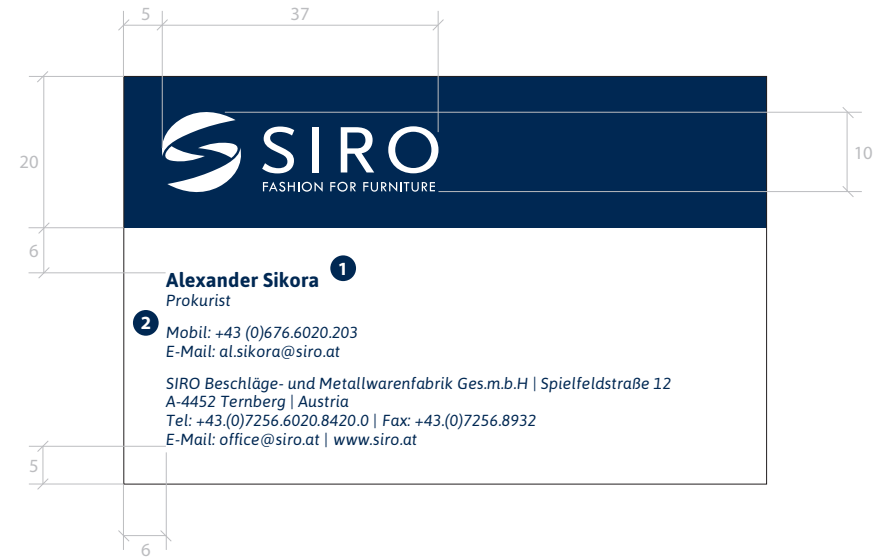 5 37
20
10
SIRO
FASHION FOR FURNITURE
6
Alexander Sikora 1
Prokurist
2
Mobil: +43 (0)676.6020.203
E-Mail: al.sikora@siro.at
SIRO Beschläge- und Metallwarenfabrik Ges.m.b.H | Spielfeldstraße 12
A-4452 Ternberg | Austria
Tel: +43.(0)7256.6020.8420.0 | Fax: +43.(0)7256.8932
E-Mail: office@siro.at | www.siro.at
5
6